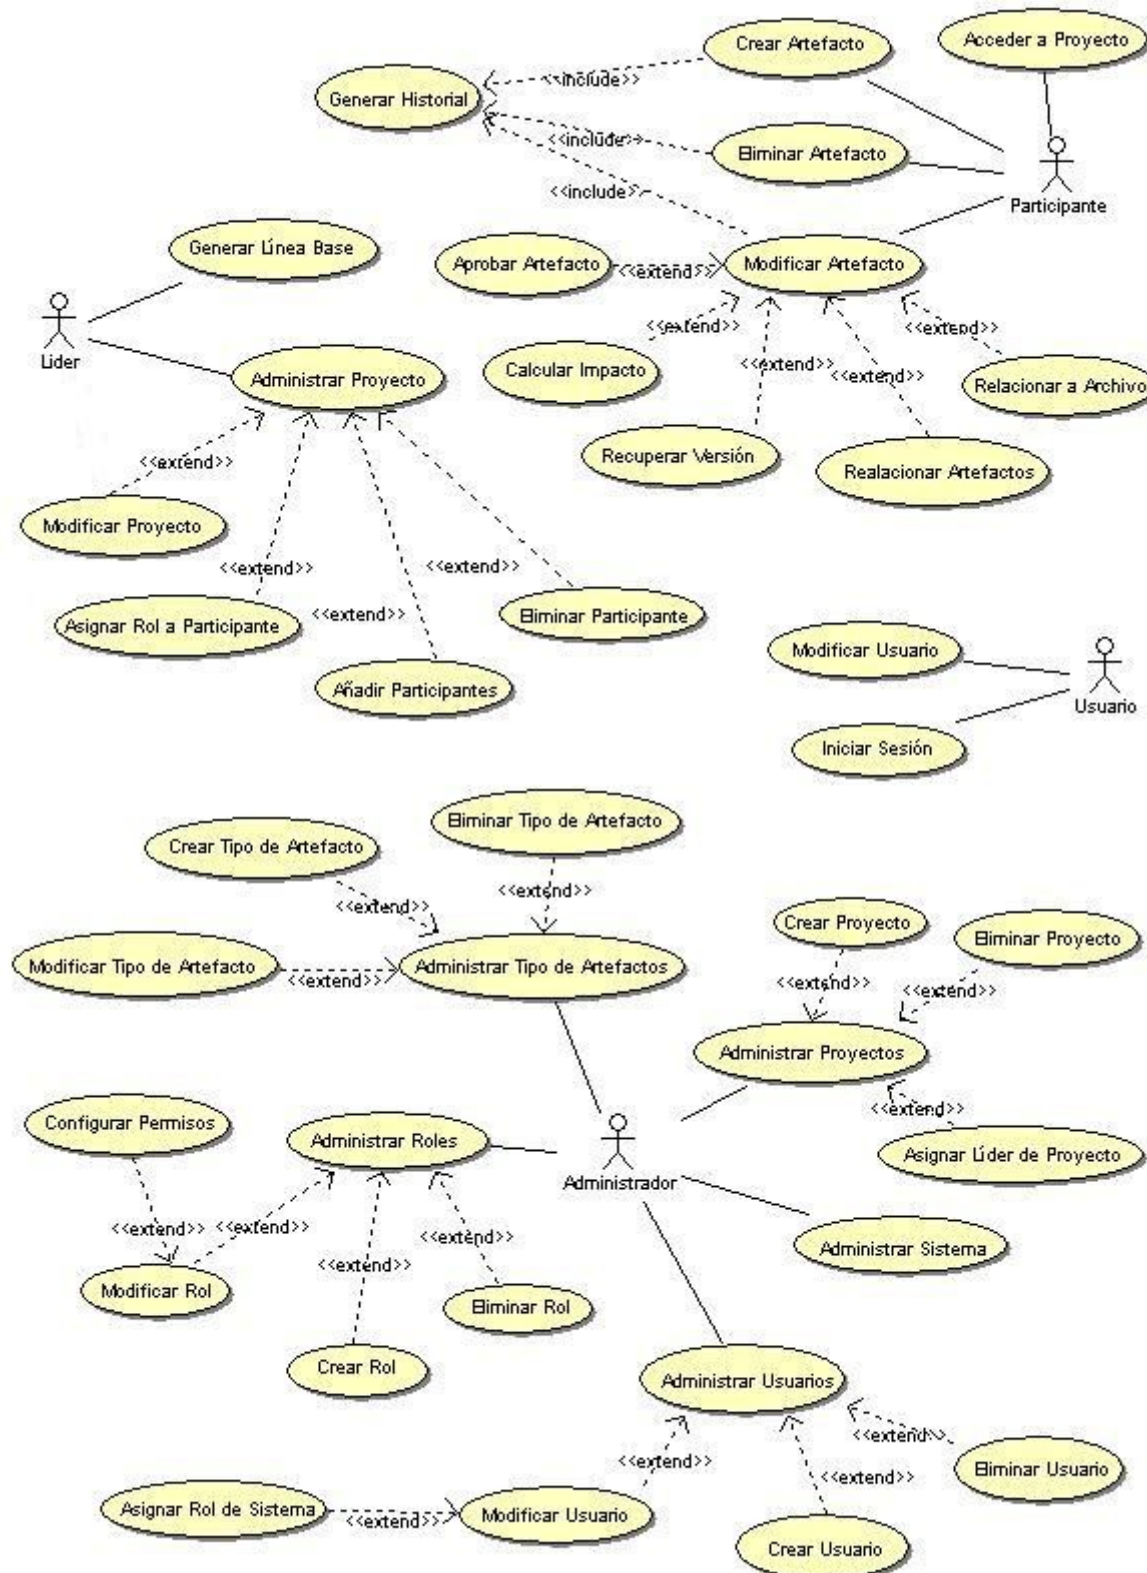 Crear Artefacto
Acceder a Proyecto
<<include>>
Generar Historial
<<include>>
Eliminar Artefacto
<<include>>
Participante
Generar Línea Base
Aprobar Artefacto
<<extend>>
Modificar Artefacto
Lider
<<extend>>
<<extend>>
Calcular Impacto
<<extend>>
<<extend>>
Administrar Proyecto
Relacionar a Archivo
Recuperar Versión
Realacionar Artefactos
<<extend>>
Modificar Proyecto
<<extend>>
<<extend>>
<<extend>>
Asignar Rol a Participante
Eliminar Participante
Añadir Participantes
Modificar Usuario
Usuario
Iniciar Sesión
Eliminar Tipo de Artefacto
Crear Tipo de Artefacto
<<extend>>
<<extend>>
Crear Proyecto
Eliminar Proyecto
Modificar Tipo de Artefacto
<<extend>>
Administrar Tipo de Artefactos
<<extend>>
<<extend>>
Administrar Proyectos
<<extend>>
Configurar Permisos
Administrar Roles
Asignar Líder de Proyecto
Administrador
<<extend>>
<<extend>>
<<extend>>
<<extend>>
Administrar Sistema
Modificar Rol
Eliminar Rol
Crear Rol
Administrar Usuarios
<<extend>>
<<extend>>
<<extend>>
Eliminar Usuario
Asignar Rol de Sistema
<<extend>>
Modificar Usuario
Crear Usuario